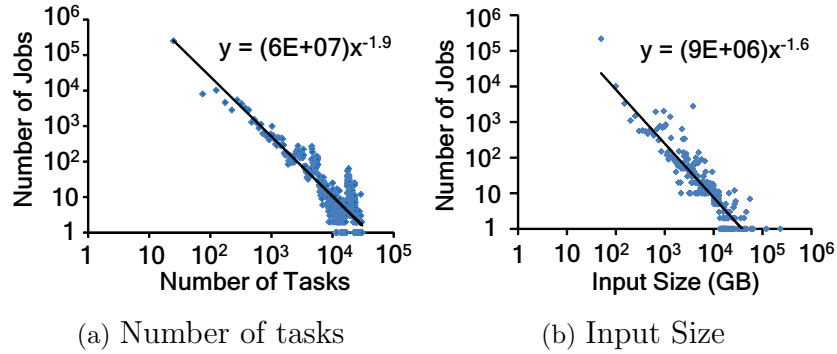 10⁶
10⁵
10⁴
10³
10²
10
1
Number of Jobs
y = (6E+07)x⁻¹·⁹
1 10 10² 10³ 10⁴ 10⁵
Number of Tasks
(a) Number of tasks
10⁶
10⁵
10⁴
10³
10²
10
1
Number of Jobs
y = (9E+06)x⁻¹·⁶
1 10 10² 10³ 10⁴ 10⁵ 10⁶
Input Size (GB)
(b) Input Size